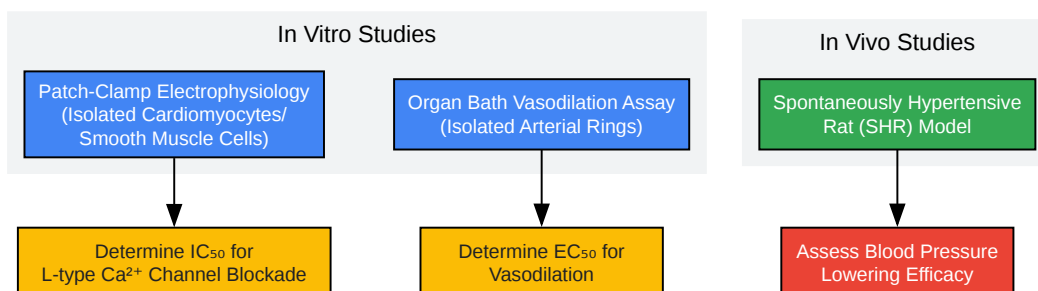 In Vitro Studies
Patch-Clamp Electrophysiology
(Isolated Cardiomyocytes/
Smooth Muscle Cells)
Organ Bath Vasodilation Assay
(Isolated Arterial Rings)
Determine IC₅₀ for
L-type Ca²⁺ Channel Blockade
Determine EC₅₀ for
Vasodilation
In Vivo Studies
Spontaneously Hypertensive
Rat (SHR) Model
Assess Blood Pressure
Lowering Efficacy